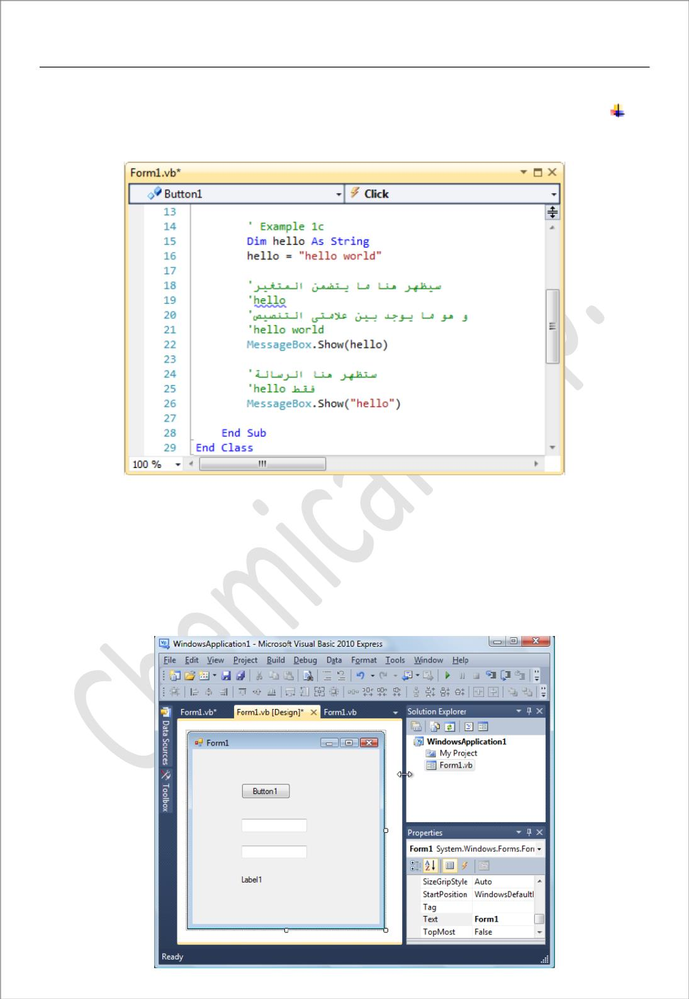 Form1.vb*
Button1 Click
13
14 ' Example 1c
15 Dim hello As String
16 hello = "hello world"
17
18 'سيظهر هنا ما يتضمن المتغير
19 'hello
20 'و هو ما يوجد بين علامتي التنصيص
21 'hello world
22 MessageBox.Show(hello)
23
24 'ستظهر هنا الرسالة
25 'hello فقط
26 MessageBox.Show("hello")
27
28 End Sub
29 End Class
100 %
Chemical
WindowsApplication1 - Microsoft Visual Basic 2010 Express
File Edit View Project Build Debug Data Format Tools Window Help
Form1.vb* Form1.vb [Design]* Form1.vb
Data Sources
Toolbox
Form1
Button1
Label1
Solution Explorer
WindowsApplication1
My Project
Form1.vb
Properties
Form1 System.Windows.Forms.For
SizeGripStyle Auto
StartPosition WindowsDefaultl
Tag
Text Form1
TopMost False
Ready